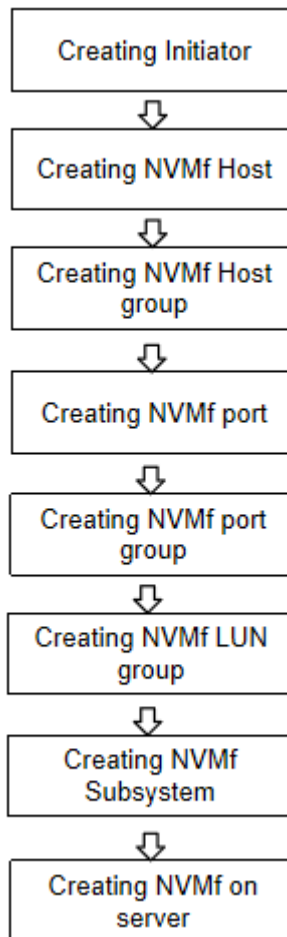 Creating Initiator
Creating NVMf Host
Creating NVMf Host
group
Creating NVMf port
Creating NVMf port
group
Creating NVMf LUN
group
Creating NVMf
Subsystem
Creating NVMf on
server